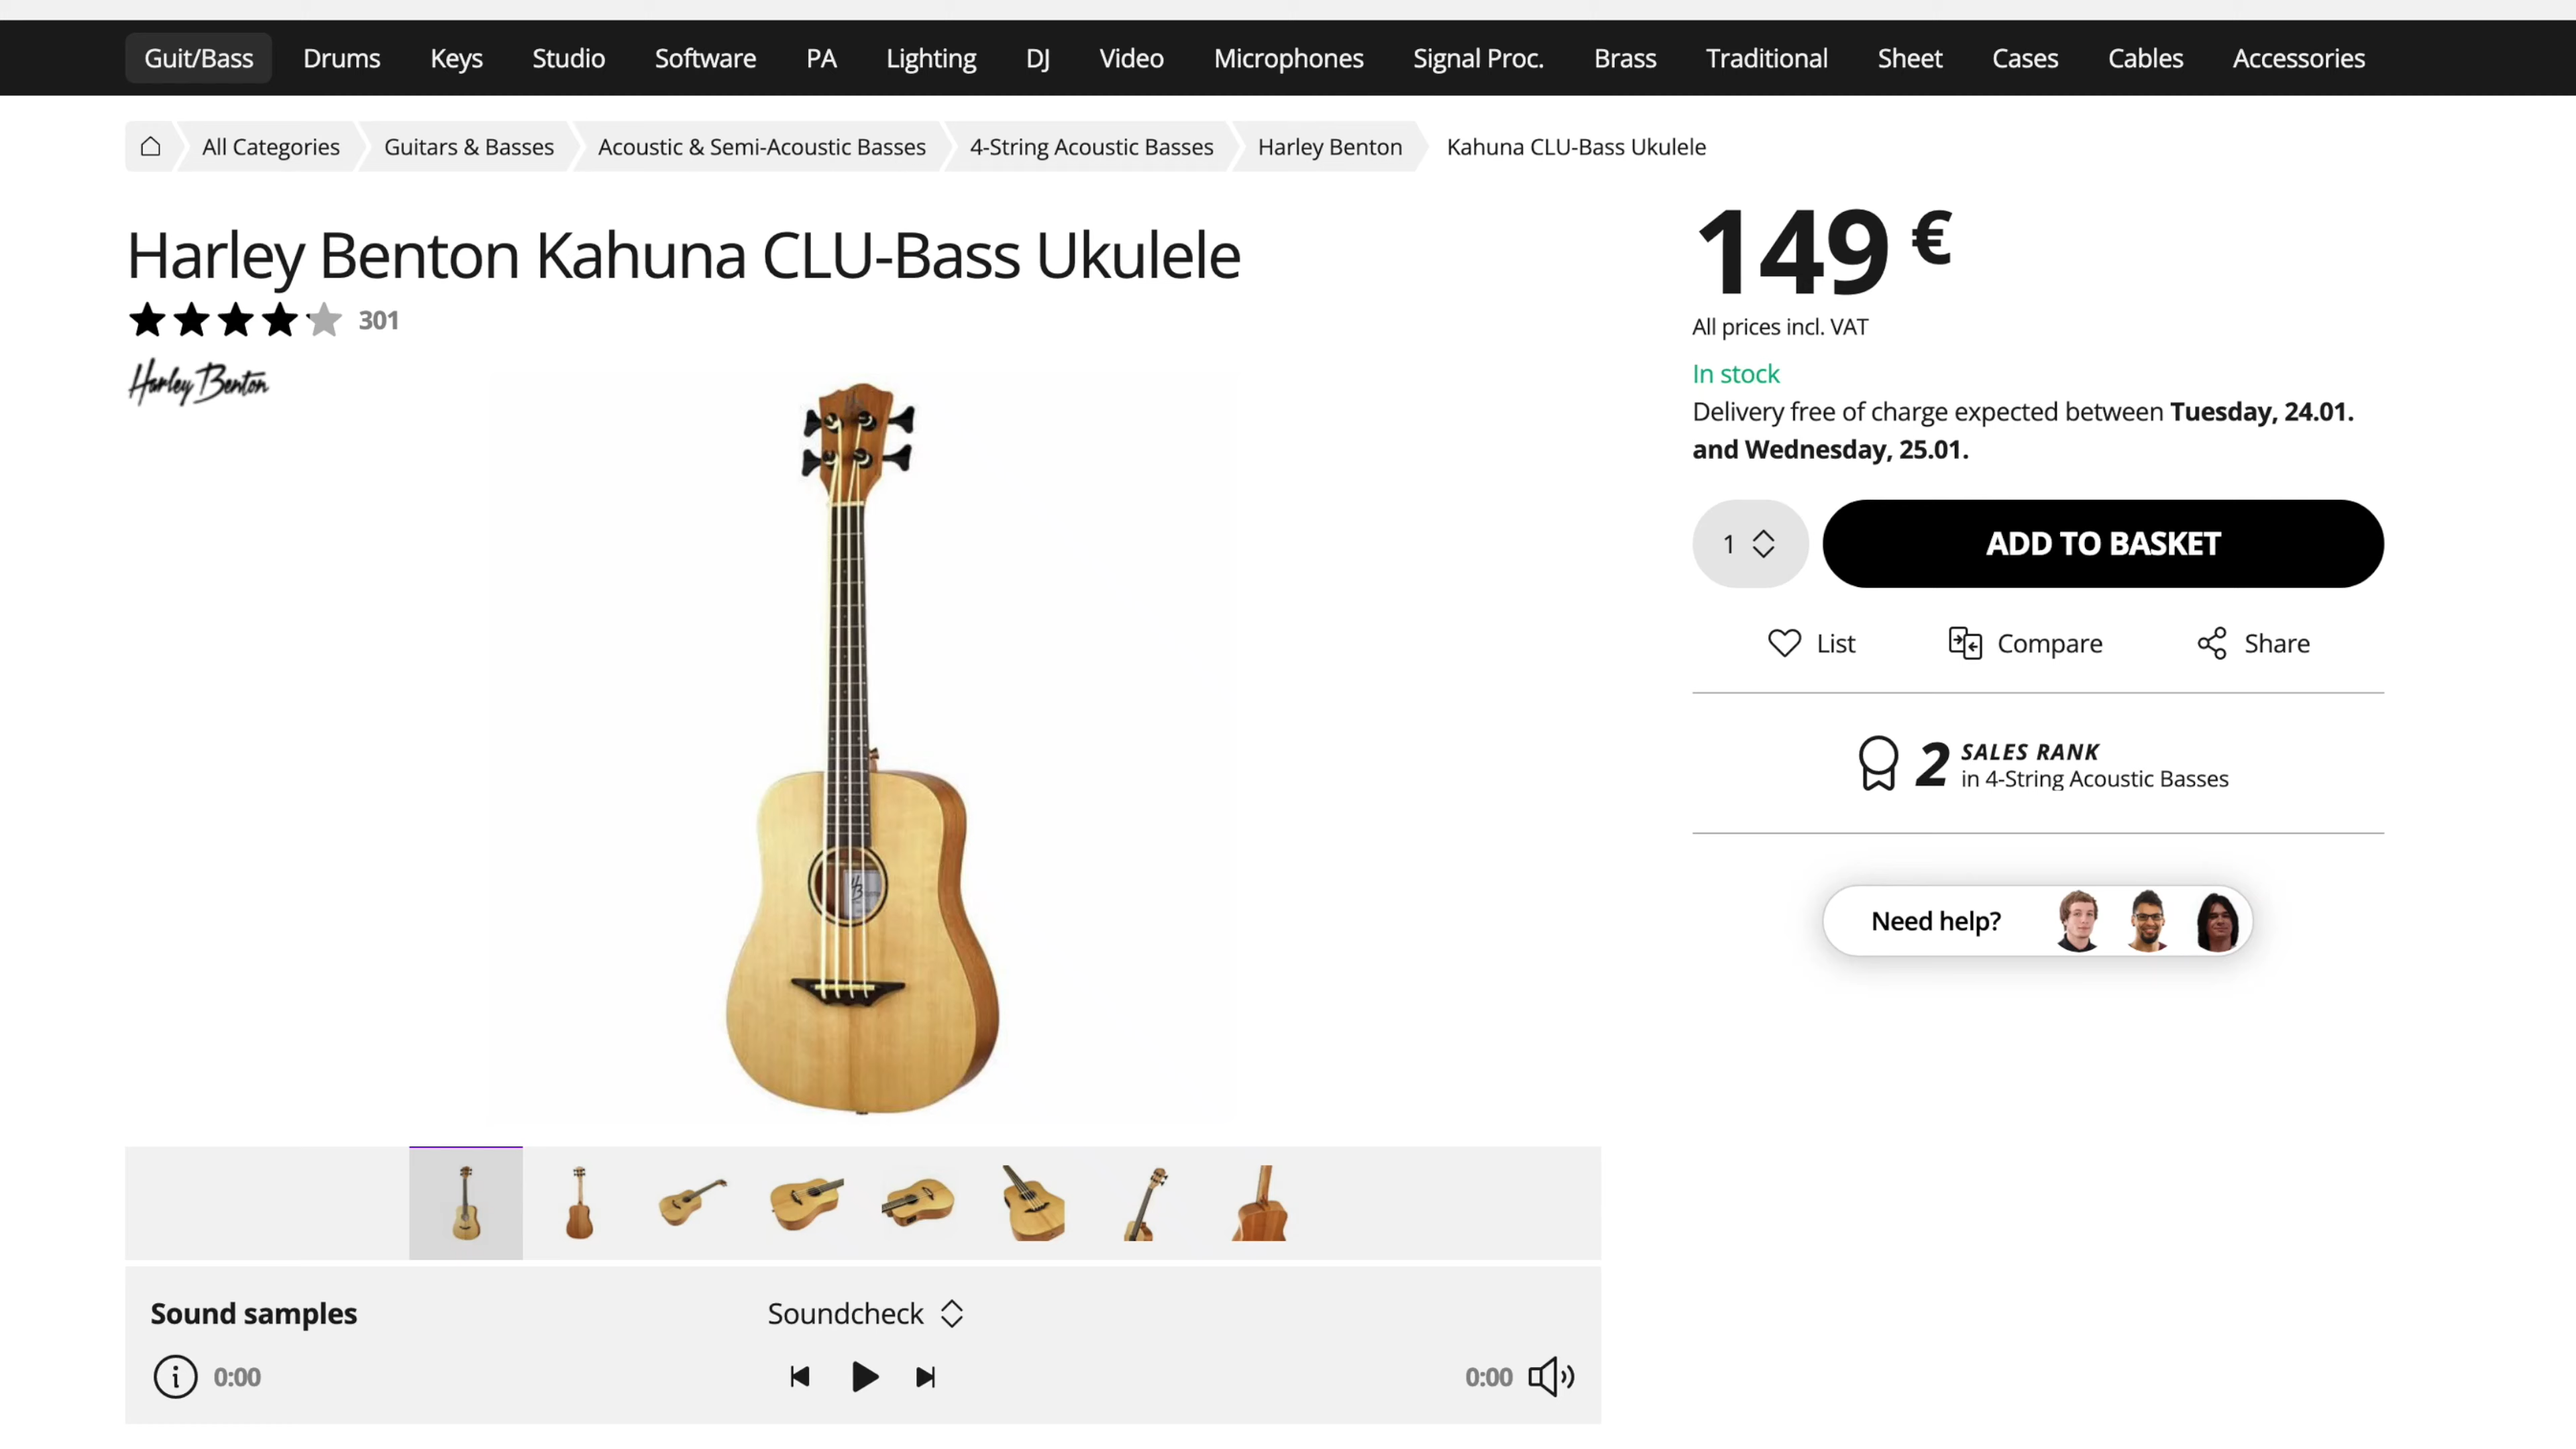 Guit/Bass Drums Keys Studio Software PA Lighting DJ Video Microphones Signal Proc. Brass Traditional Sheet Cases Cables Accessories
All Categories Guitars & Basses Acoustic & Semi-Acoustic Basses 4-String Acoustic Basses Harley Benton Kahuna CLU-Bass Ukulele
Harley Benton Kahuna CLU-Bass Ukulele
301
Harley Benton
149 €
All prices incl. VAT
In stock
Delivery free of charge expected between Tuesday, 24.01.
and Wednesday, 25.01.
1
ADD TO BASKET
List Compare Share
2 SALES RANK
in 4-String Acoustic Basses
Need help?
HB
Sound samples Soundcheck
0:00 0:00